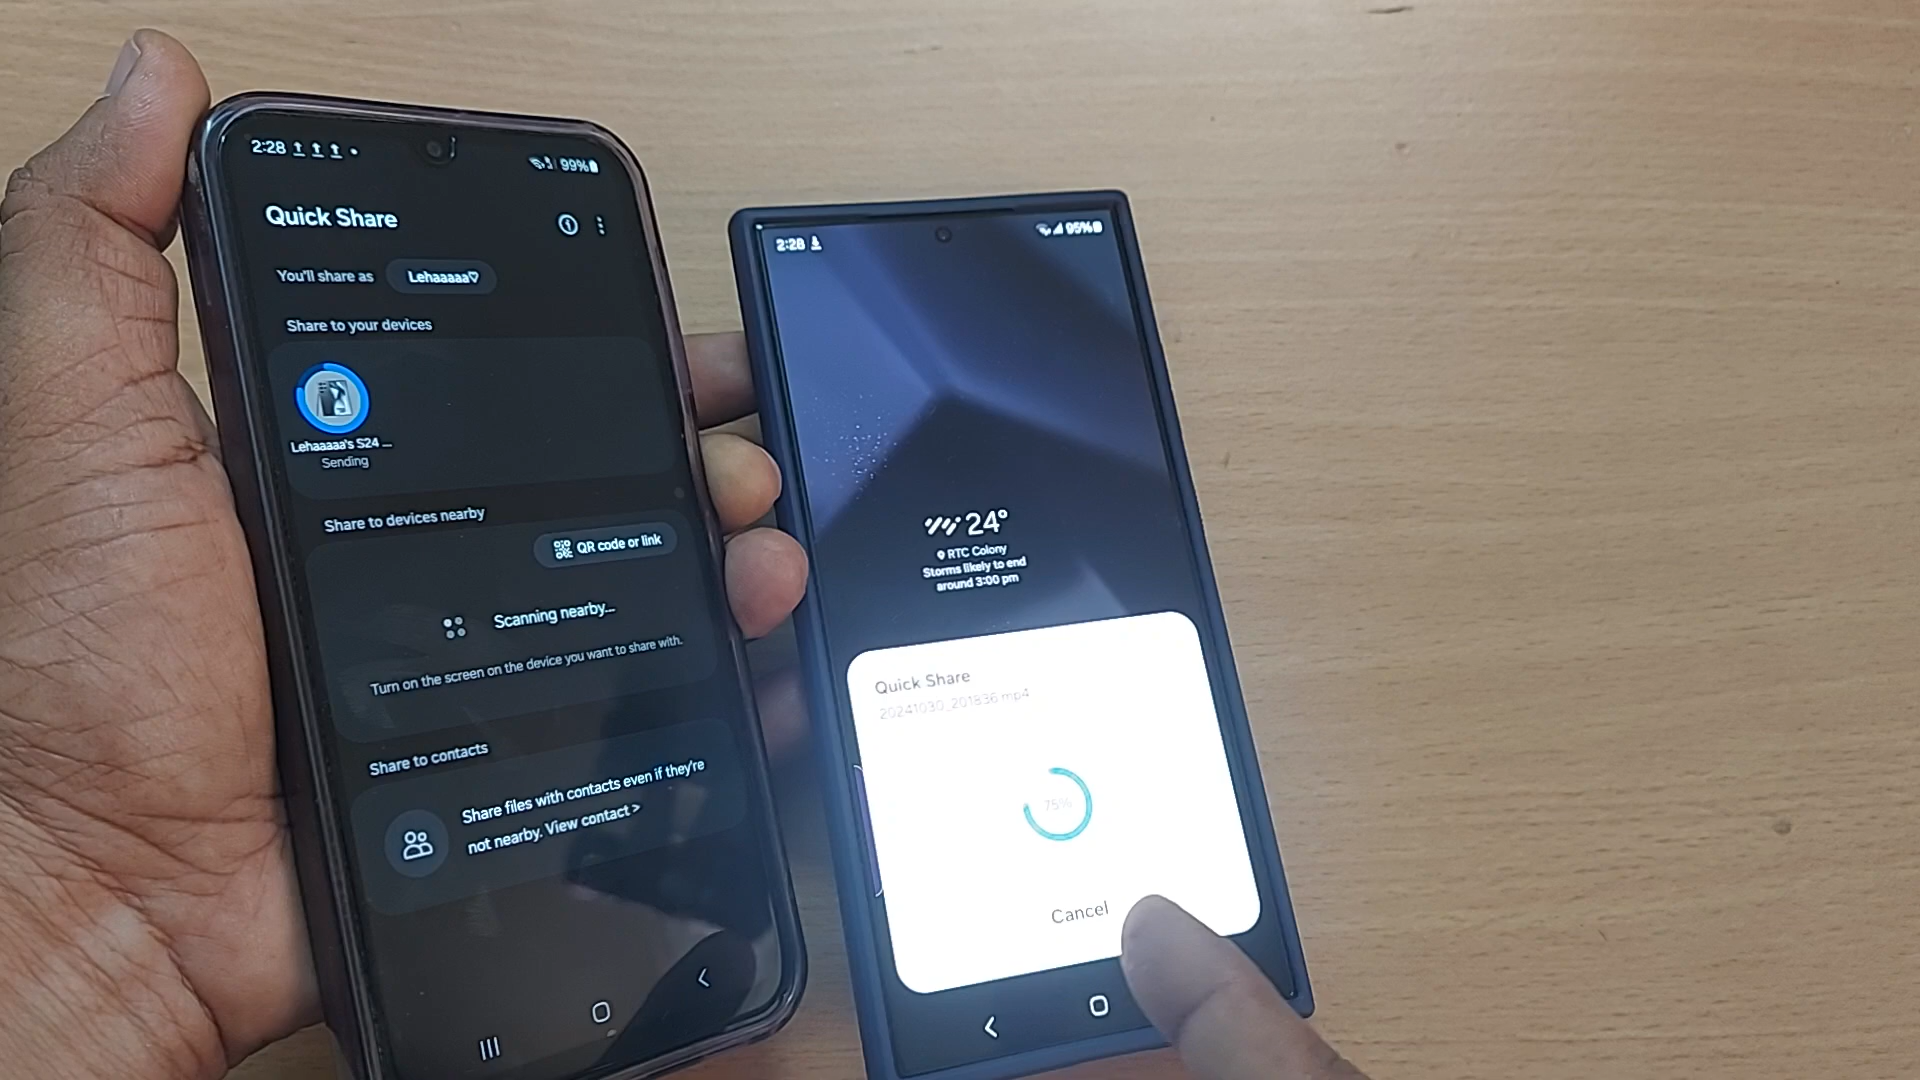 2:28
99%
Quick Share
You'll share as Lehaaaaa♡
Share to your devices
Lehaaaaa's S24 ...
Sending
Share to devices nearby
QR code or link
Scanning nearby...
Turn on the screen on the device you want to share with.
Share to contacts
Share files with contacts even if they're
not nearby. View contact >
2:28
95%
24°
RTC Colony
Storms likely to end
around 3:00 pm
Quick Share
20241030_201836.mp4
75%
Cancel